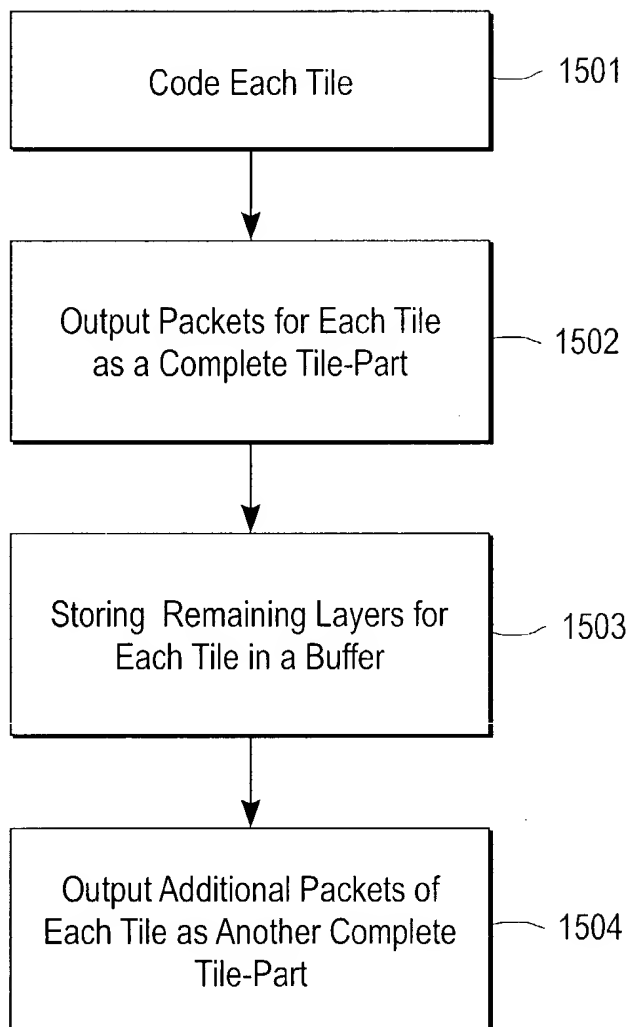 Code Each Tile
1501
Output Packets for Each Tile
as a Complete Tile-Part
1502
Storing Remaining Layers for
Each Tile in a Buffer
1503
Output Additional Packets of
Each Tile as Another Complete
Tile-Part
1504